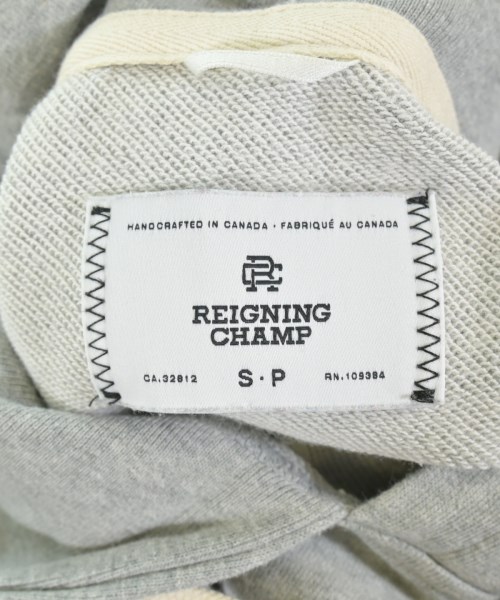 HANDCRAFTED IN CANADA · FABRIQUÉ AU CANADA
RC
REIGNING
CHAMP
CA.32812 S·P RN.109384